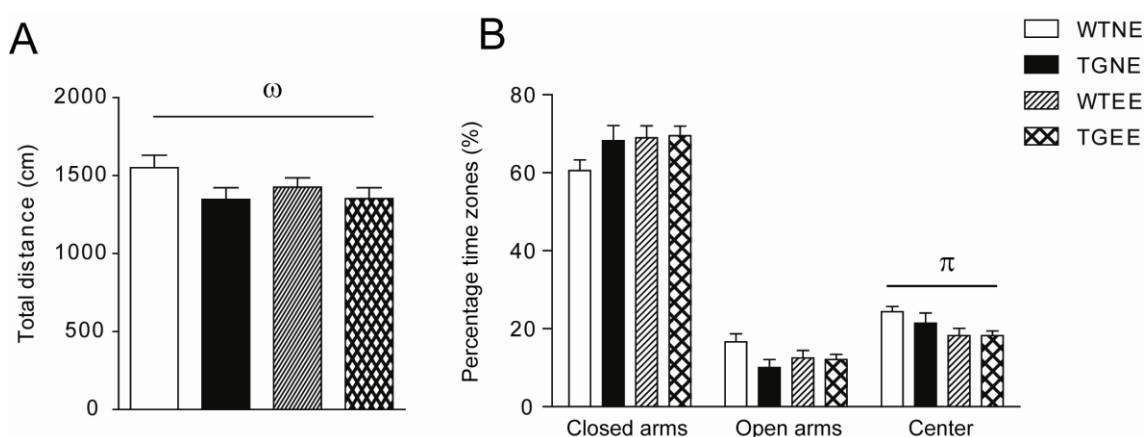 A
ω
2000
1500
1000
500
0
Total distance (cm)
B
π
80
60
40
20
0
Percentage time zones (%)
Closed arms Open arms Center
WTNE
TGNE
WTEE
TGEE